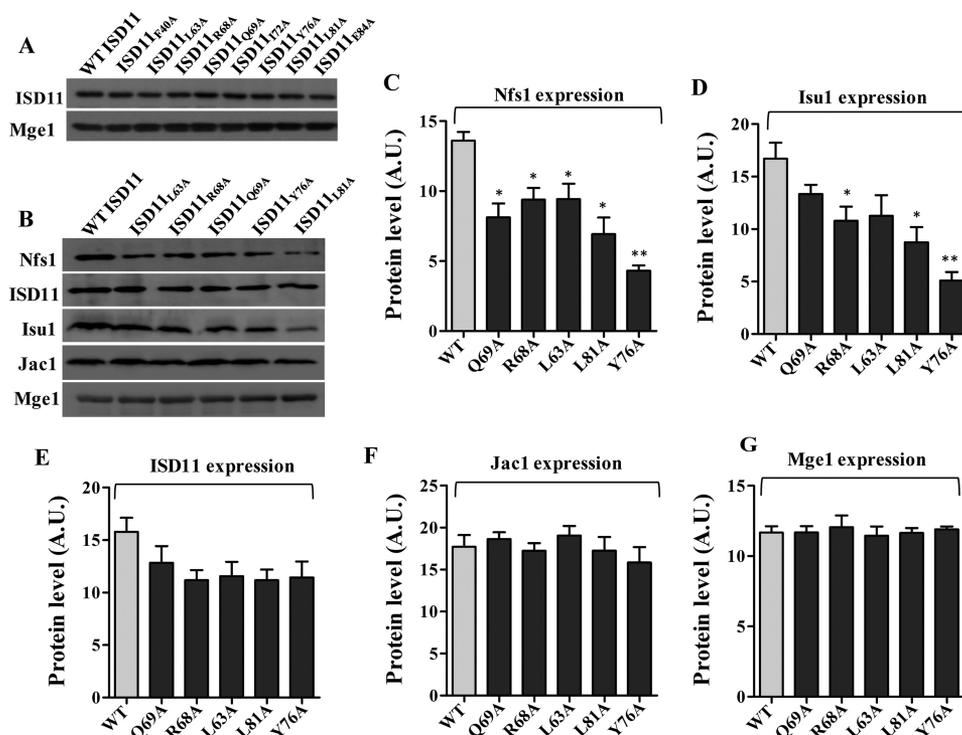 A
WT ISD11
ISD11F40A
ISD11L63A
ISD11R68A
ISD11Q69A
ISD11I72A
ISD11Y76A
ISD11L81A
ISD11E84A
ISD11
Mge1
B
WT ISD11
ISD11L63A
ISD11R68A
ISD11Q69A
ISD11Y76A
ISD11L81A
Nfs1
ISD11
Isu1
Jac1
Mge1
C
Nfs1 expression
Protein level (A.U.)
15
10
5
0
* * * * **
WT Q69A R68A L63A L81A Y76A
D
Isu1 expression
Protein level (A.U.)
20
15
10
5
0
* * **
WT Q69A R68A L63A L81A Y76A
E
ISD11 expression
Protein level (A.U.)
20
15
10
5
0
WT Q69A R68A L63A L81A Y76A
F
Jac1 expression
Protein level (A.U.)
25
20
15
10
5
0
WT Q69A R68A L63A L81A Y76A
G
Mge1 expression
Protein level (A.U.)
15
10
5
0
WT Q69A R68A L63A L81A Y76A